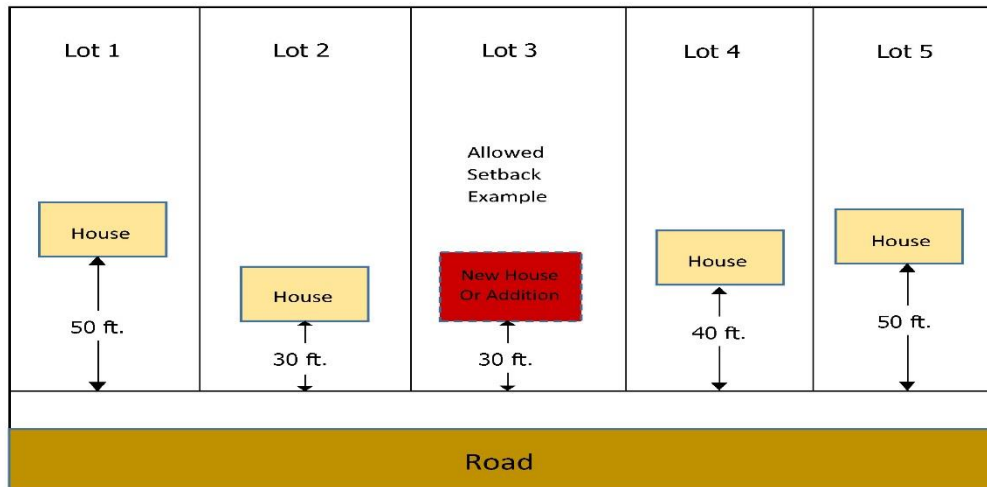 Lot 1
Lot 2
Lot 3
Lot 4
Lot 5
Allowed
Setback
Example
House
House
New House
Or Addition
House
House
50 ft.
30 ft.
30 ft.
40 ft.
50 ft.
Road